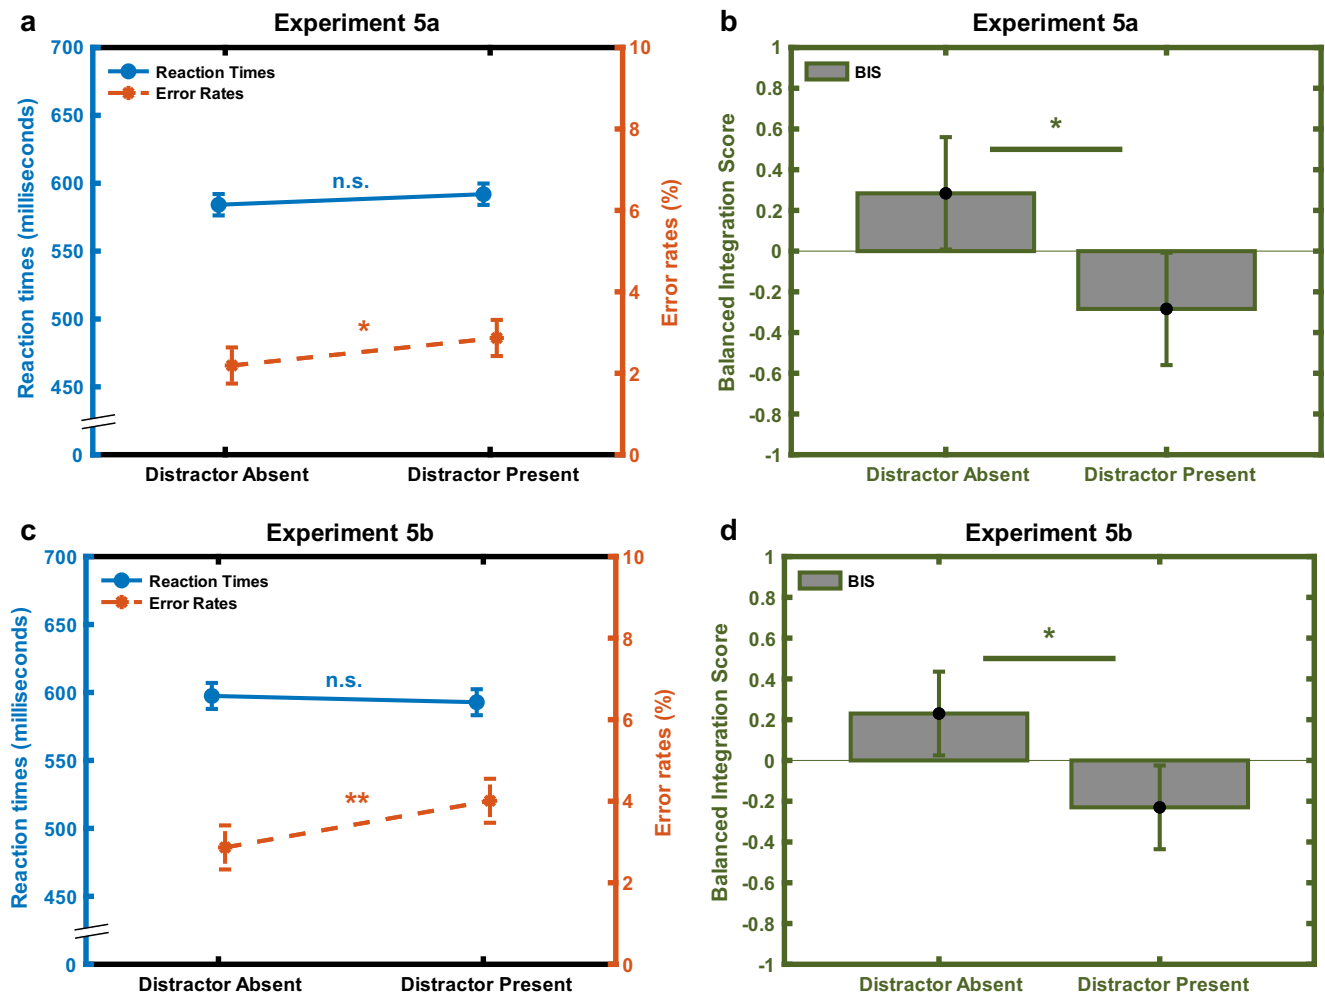 a
Experiment 5a
Reaction Times
Error Rates
Reaction times (milliseconds)
700
650
600
550
500
450
0
n.s.
*
Error rates (%)
10
8
6
4
2
0
Distractor Absent
Distractor Present
b
Experiment 5a
BIS
Balanced Integration Score
1
0.8
0.6
0.4
0.2
0
-0.2
-0.4
-0.6
-0.8
-1
*
Distractor Absent
Distractor Present
c
Experiment 5b
Reaction Times
Error Rates
Reaction times (milliseconds)
700
650
600
550
500
450
0
n.s.
**
Error rates (%)
10
8
6
4
2
0
Distractor Absent
Distractor Present
d
Experiment 5b
BIS
Balanced Integration Score
1
0.8
0.6
0.4
0.2
0
-0.2
-0.4
-0.6
-0.8
-1
*
Distractor Absent
Distractor Present